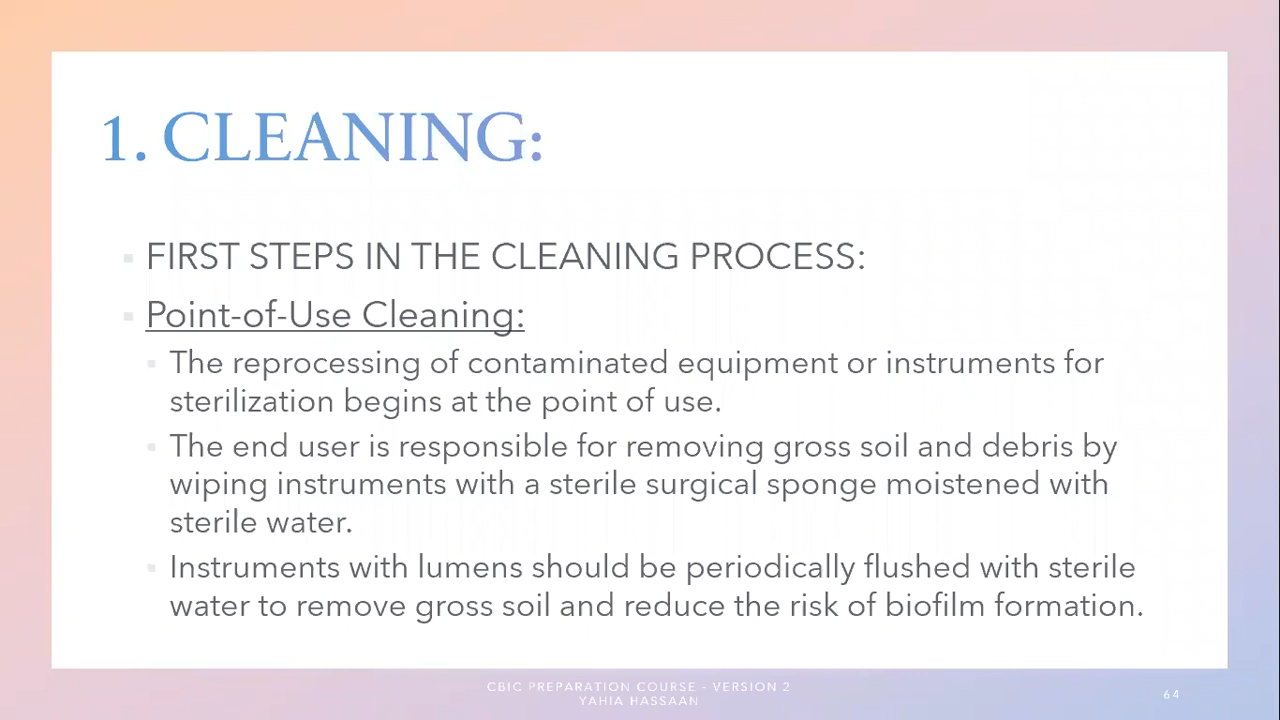 1. CLEANING:
FIRST STEPS IN THE CLEANING PROCESS:
Point-of-Use Cleaning:
The reprocessing of contaminated equipment or instruments for
sterilization begins at the point of use.
The end user is responsible for removing gross soil and debris by
wiping instruments with a sterile surgical sponge moistened with
sterile water.
Instruments with lumens should be periodically flushed with sterile
water to remove gross soil and reduce the risk of biofilm formation.
CBIC PREPARATION COURSE - VERSION 2
YAHIA HASSAAN
64